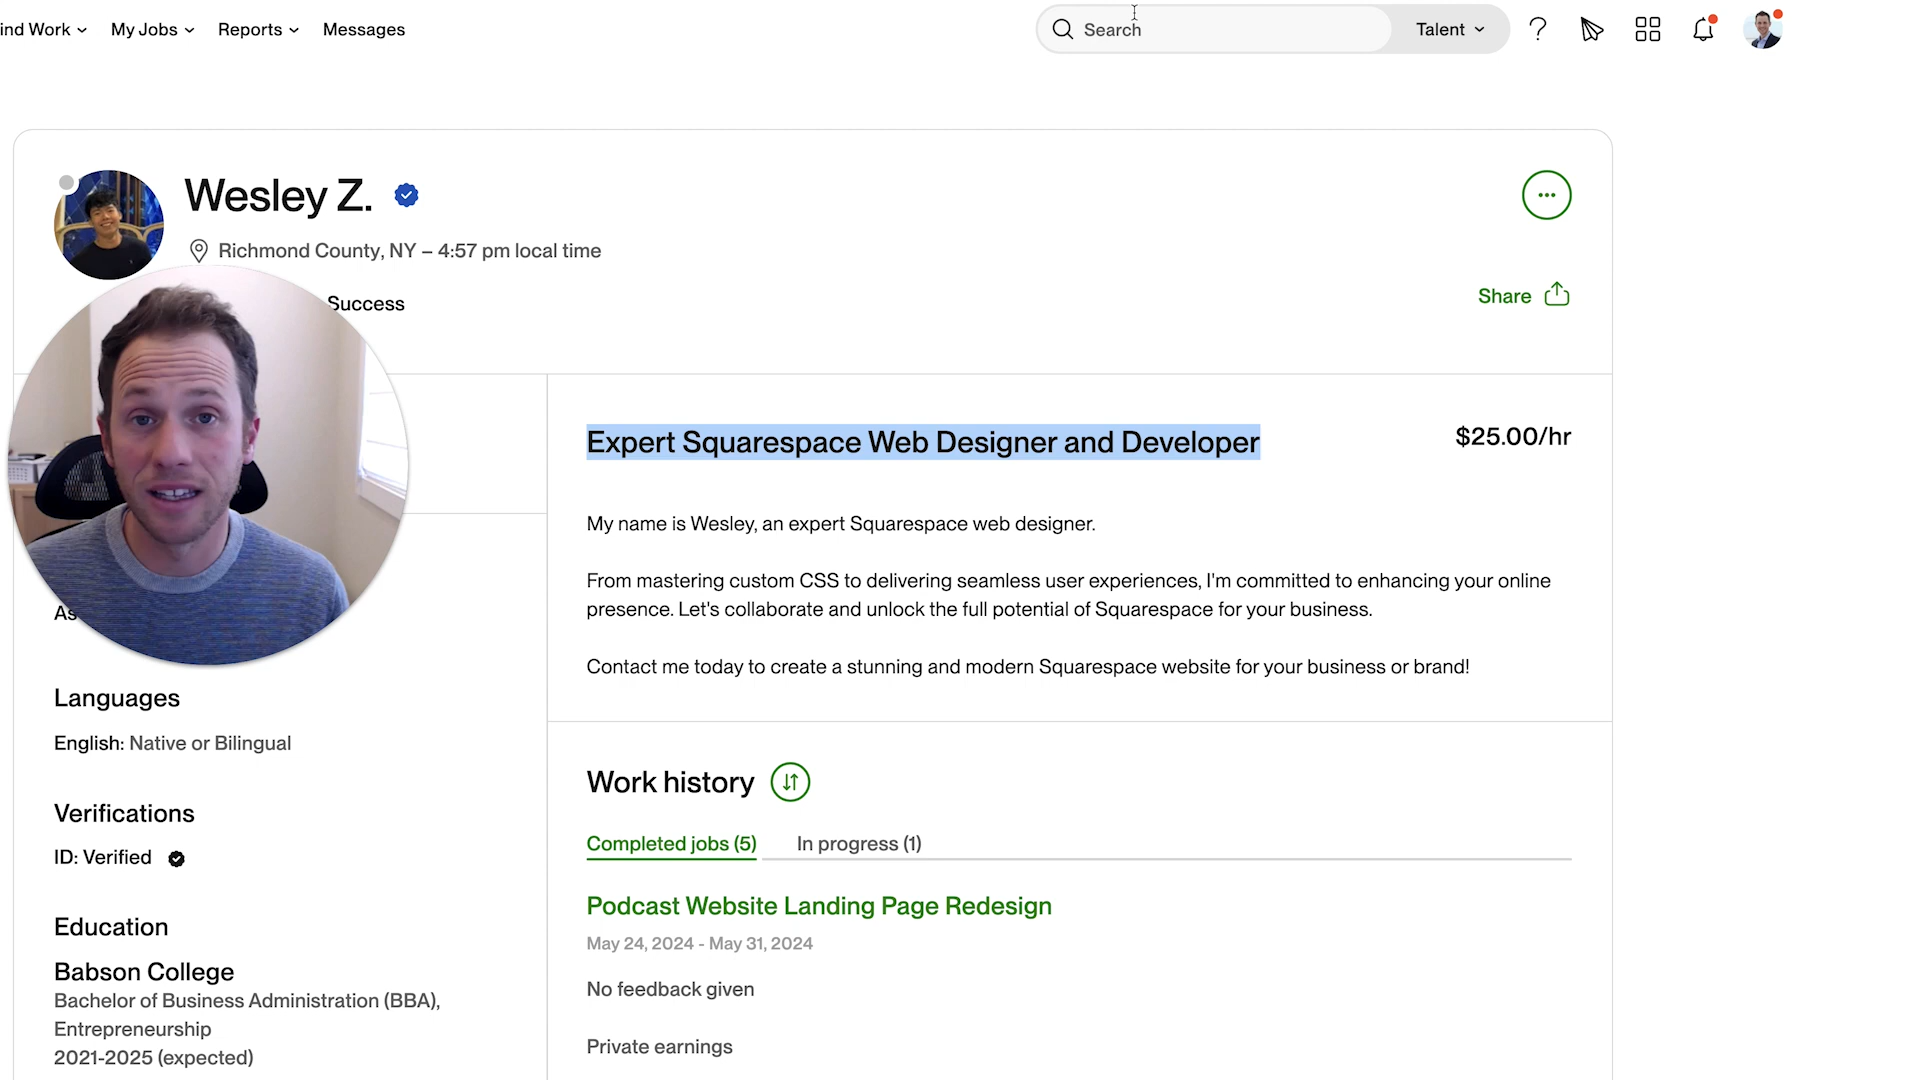 ind Work
My Jobs
Reports
Messages
Search
Talent
Wesley Z.
Richmond County, NY – 4:57 pm local time
Success
Share
Expert Squarespace Web Designer and Developer
$25.00/hr
My name is Wesley, an expert Squarespace web designer.
From mastering custom CSS to delivering seamless user experiences, I'm committed to enhancing your online
presence. Let's collaborate and unlock the full potential of Squarespace for your business.
Contact me today to create a stunning and modern Squarespace website for your business or brand!
As
Languages
English: Native or Bilingual
Verifications
ID: Verified
Education
Babson College
Bachelor of Business Administration (BBA),
Entrepreneurship
2021-2025 (expected)
Work history
Completed jobs (5)
In progress (1)
Podcast Website Landing Page Redesign
May 24, 2024 - May 31, 2024
No feedback given
Private earnings